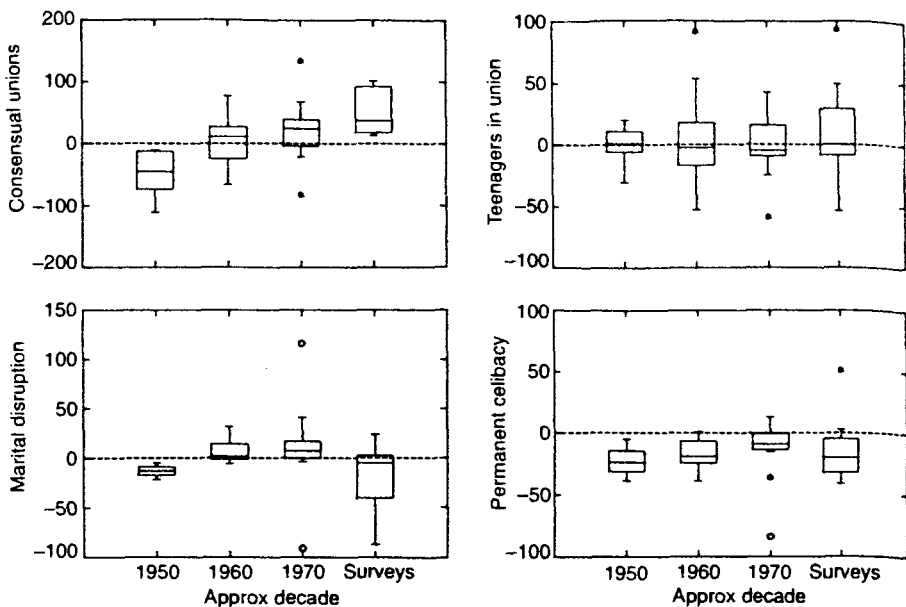 Consensual unions
200
100
0
−100
−200
Teenagers in union
100
50
0
−50
−100
Marital disruption
150
100
50
0
−50
−100
1950 1960 1970 Surveys
Approx decade
Permanent celibacy
100
50
0
−50
−100
1950 1960 1970 Surveys
Approx decade